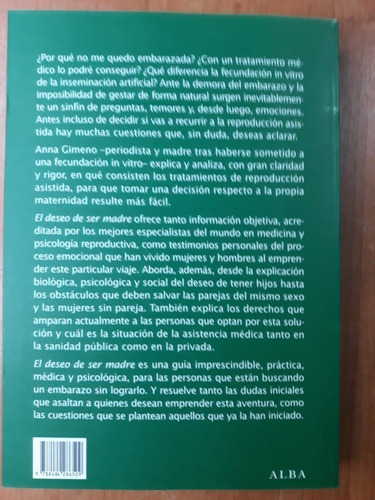 ¿Por qué no me quedo embarazada? ¿Con un tratamiento mé-
dico lo podré conseguir? ¿Qué diferencia la fecundación in vitro
de la inseminación artificial? Ante la demora del embarazo y la
imposibilidad de gestar de forma natural surgen inevitablemen-
te un sinfín de preguntas, temores y, desde luego, emociones.
Antes incluso de decidir si vas a recurrir a la reproducción asis-
tida hay muchas cuestiones que, sin duda, deseas aclarar.
Anna Gimeno –periodista y madre tras haberse sometido a
una fecundación in vitro– explica y analiza, con gran claridad y
rigor, en qué consisten los tratamientos de reproducción
asistida, para que tomar una decisión respecto a la propia
maternidad resulte más fácil.
El deseo de ser madre ofrece tanto información objetiva, acre-
ditada por los mejores especialistas del mundo en medicina y
psicología reproductiva, como testimonios personales del pro-
ceso emocional que han vivido mujeres y hombres al empren-
der este particular viaje. Aborda, además, desde la explicación
biológica, psicológica y social del deseo de tener hijos hasta
los obstáculos que deben salvar las parejas del mismo sexo
y las mujeres sin pareja. También explica los derechos que
amparan actualmente a las personas que optan por esta solu-
ción y cuál es la situación de la asistencia médica tanto en
la sanidad pública como en la privada.
El deseo de ser madre es una guía imprescindible, práctica,
médica y psicológica, para las personas que están buscando
un embarazo sin lograrlo. Y resuelve tanto las dudas iniciales
que asaltan a quienes desean emprender esta aventura, como
las cuestiones que se plantean aquellos que ya la han iniciado.
9 788484 286509
ALBA